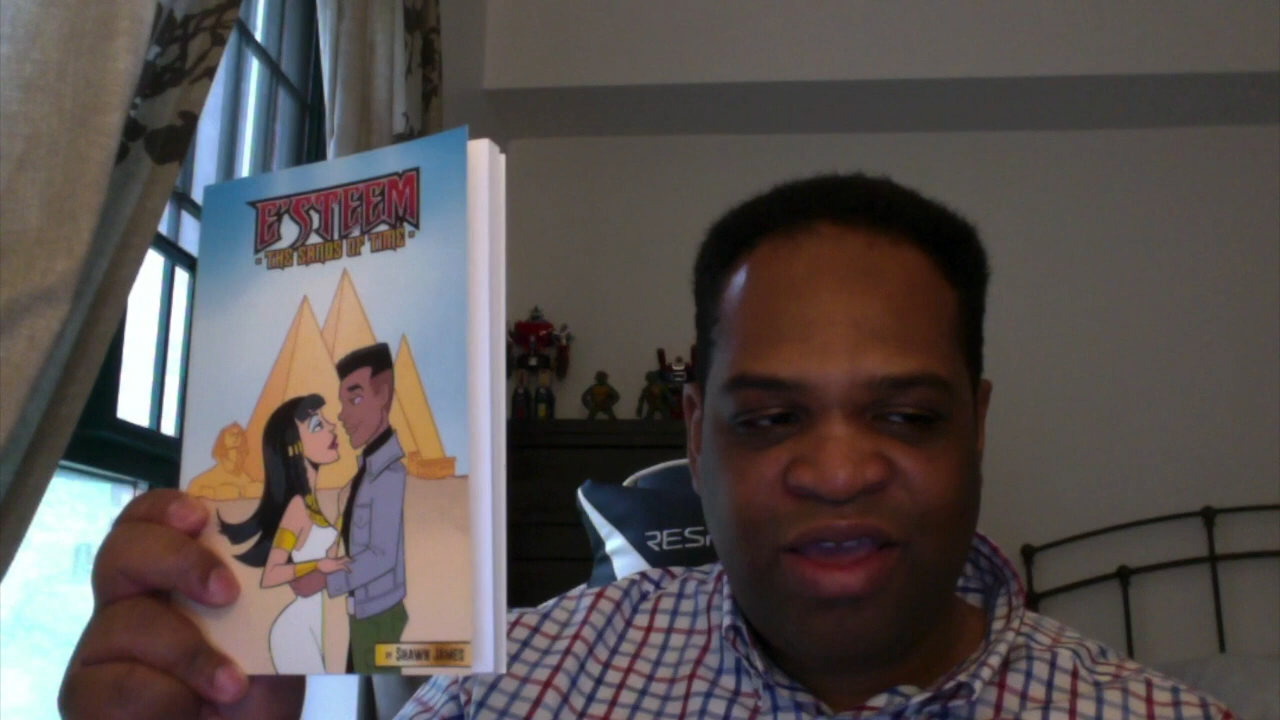 E'STEEM
- THE SANDS OF TIME -
BY SHAWN JAMES
RES